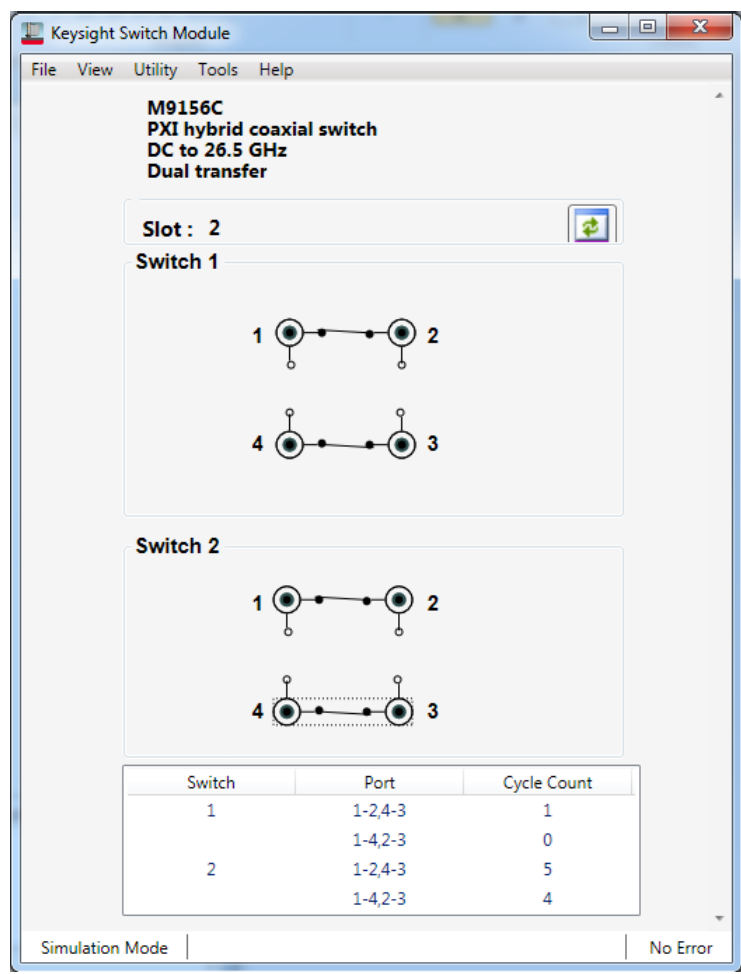 Keysight Switch Module
File View Utility Tools Help
M9156C
PXI hybrid coaxial switch
DC to 26.5 GHz
Dual transfer
Slot : 2
Switch 1
1 2
4 3
Switch 2
1 2
4 3
Switch Port Cycle Count
1 1-2,4-3 1
1-4,2-3 0
2 1-2,4-3 5
1-4,2-3 4
Simulation Mode No Error